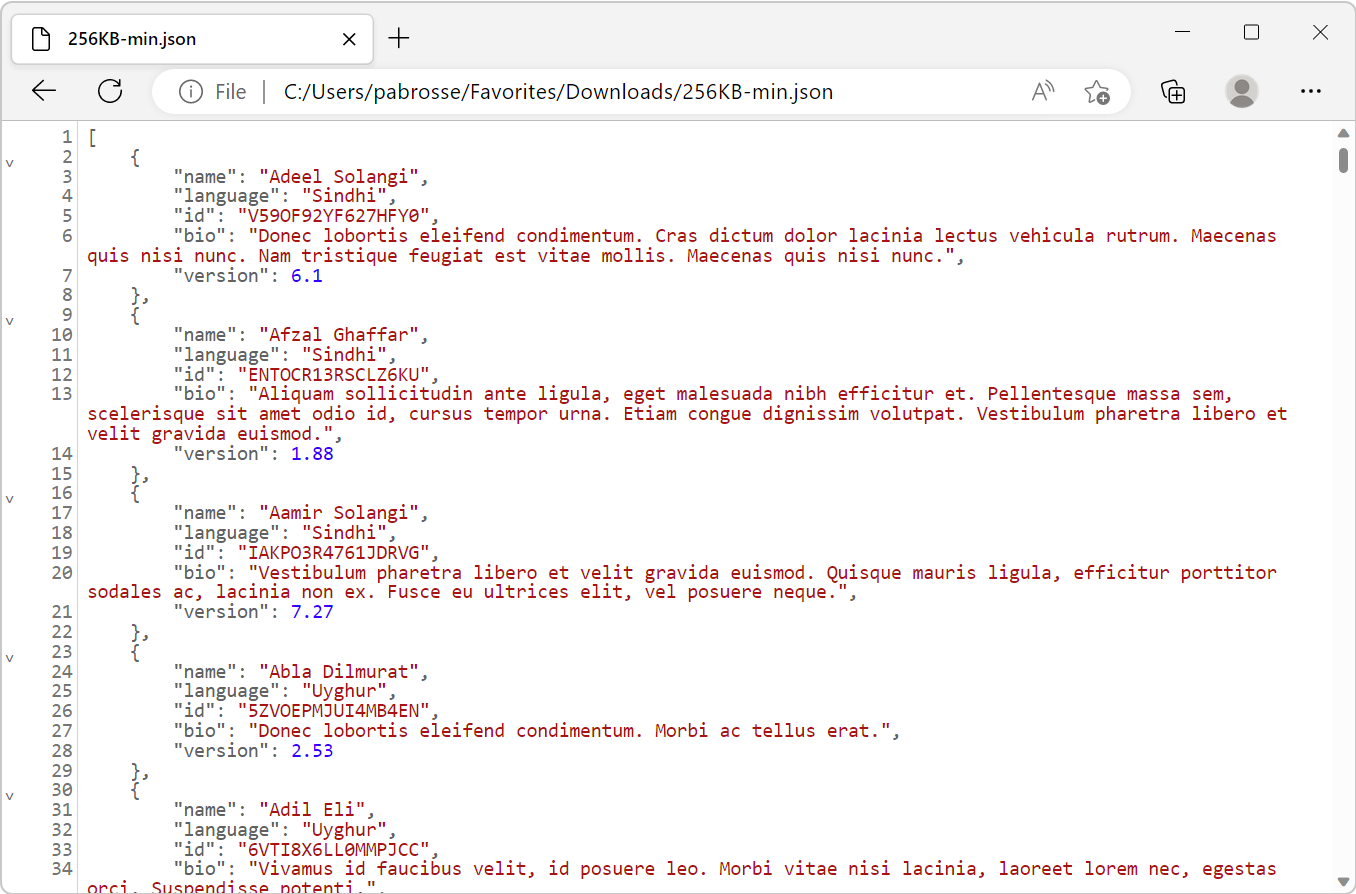 256KB-min.json
File C:/Users/pabrosse/Favorites/Downloads/256KB-min.json
1 [
2 {
3 "name": "Adeel Solangi",
4 "language": "Sindhi",
5 "id": "V59OF92YF627HFY0",
6 "bio": "Donec lobortis eleifend condimentum. Cras dictum dolor lacinia lectus vehicula rutrum. Maecenas
quis nisi nunc. Nam tristique feugiat est vitae mollis. Maecenas quis nisi nunc.",
7 "version": 6.1
8 },
9 {
10 "name": "Afzal Ghaffar",
11 "language": "Sindhi",
12 "id": "ENTOCR13RSCLZ6KU",
13 "bio": "Aliquam sollicitudin ante ligula, eget malesuada nibh efficitur et. Pellentesque massa sem,
scelerisque sit amet odio id, cursus tempor urna. Etiam congue dignissim volutpat. Vestibulum pharetra libero et
velit gravida euismod.",
14 "version": 1.88
15 },
16 {
17 "name": "Aamir Solangi",
18 "language": "Sindhi",
19 "id": "IAKPO3R4761JDRVG",
20 "bio": "Vestibulum pharetra libero et velit gravida euismod. Quisque mauris ligula, efficitur porttitor
sodales ac, lacinia non ex. Fusce eu ultrices elit, vel posuere neque.",
21 "version": 7.27
22 },
23 {
24 "name": "Abla Dilmurat",
25 "language": "Uyghur",
26 "id": "5ZVOEPMJUI4MB4EN",
27 "bio": "Donec lobortis eleifend condimentum. Morbi ac tellus erat.",
28 "version": 2.53
29 },
30 {
31 "name": "Adil Eli",
32 "language": "Uyghur",
33 "id": "6VTI8X6LL0MMPJCC",
34 "bio": "Vivamus id faucibus velit, id posuere leo. Morbi vitae nisi lacinia, laoreet lorem nec, egestas
orci. Suspendisse potenti.",